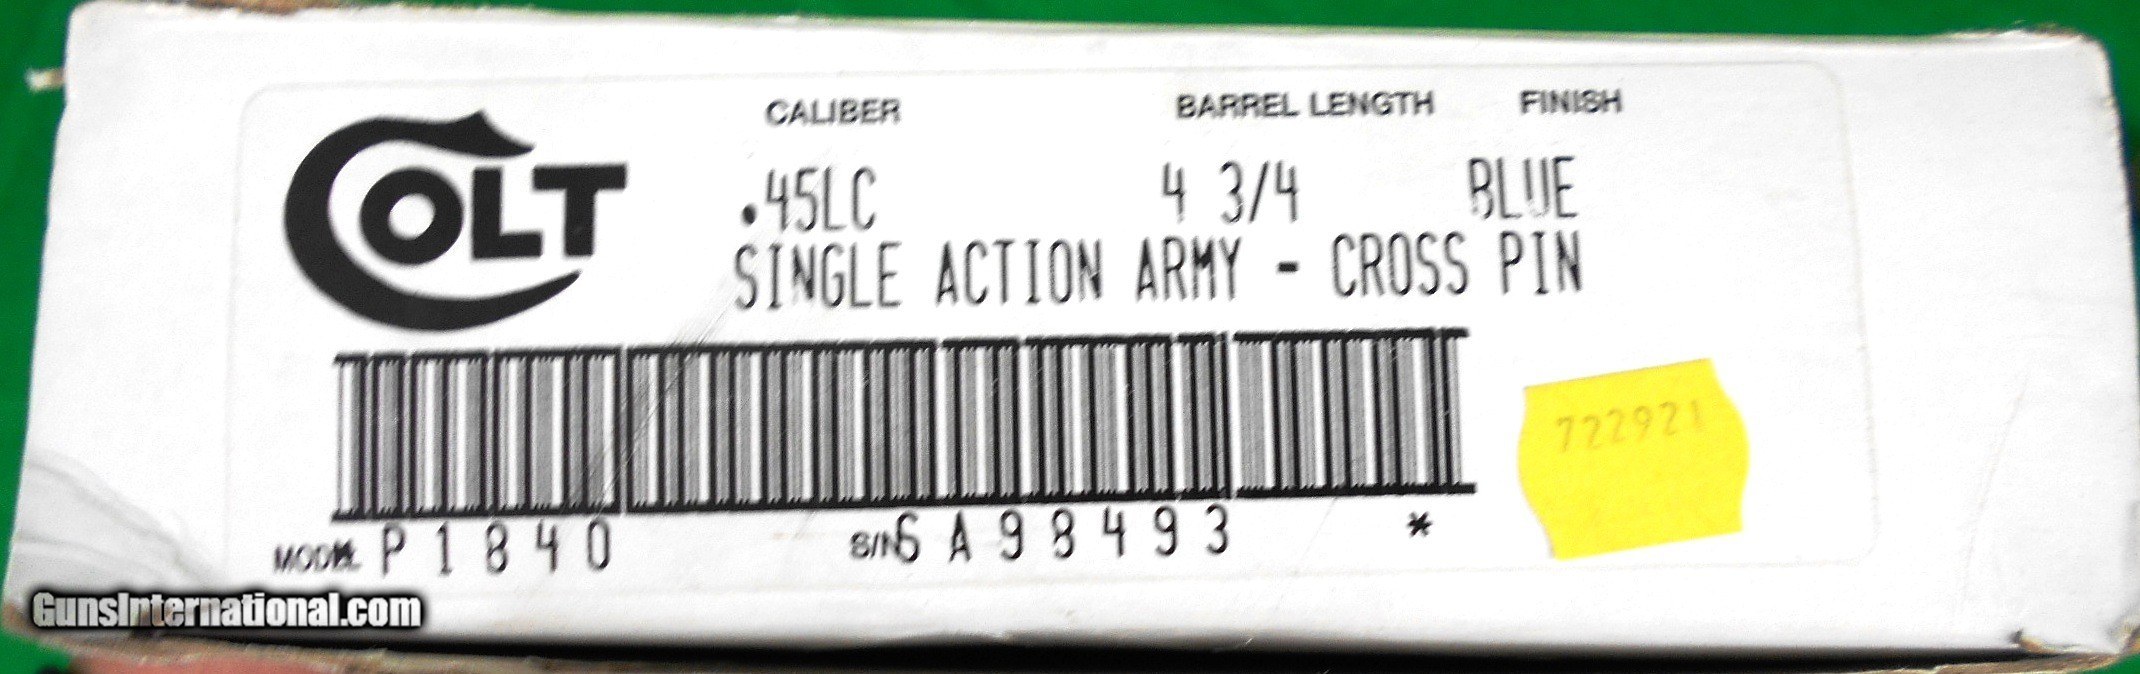 COLT
CALIBER BARREL LENGTH FINISH
.45LC 4 3/4 BLUE
SINGLE ACTION ARMY - CROSS PIN
722921
MODEL P1840 S/N SA98493 *
GunsInternational.com